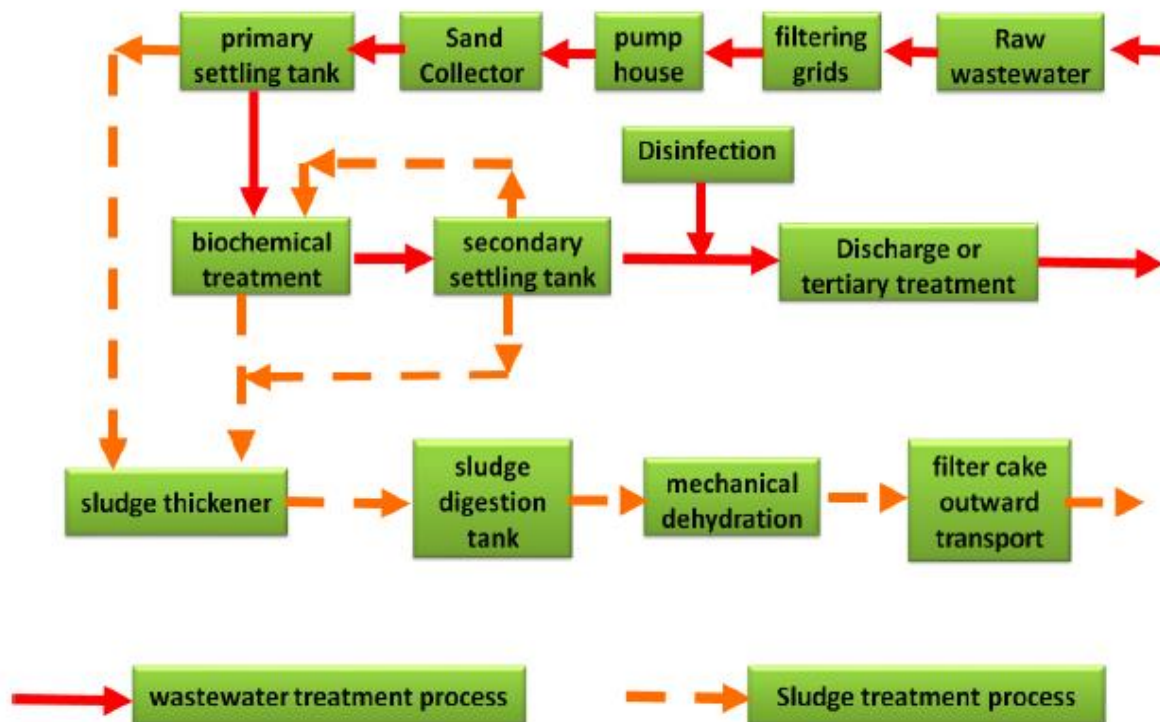 primary
settling tank
Sand
Collector
pump
house
filtering
grids
Raw
wastewater
Disinfection
biochemical
treatment
secondary
settling tank
Discharge or
tertiary treatment
sludge thickener
sludge
digestion
tank
mechanical
dehydration
filter cake
outward
transport
wastewater treatment process
Sludge treatment process